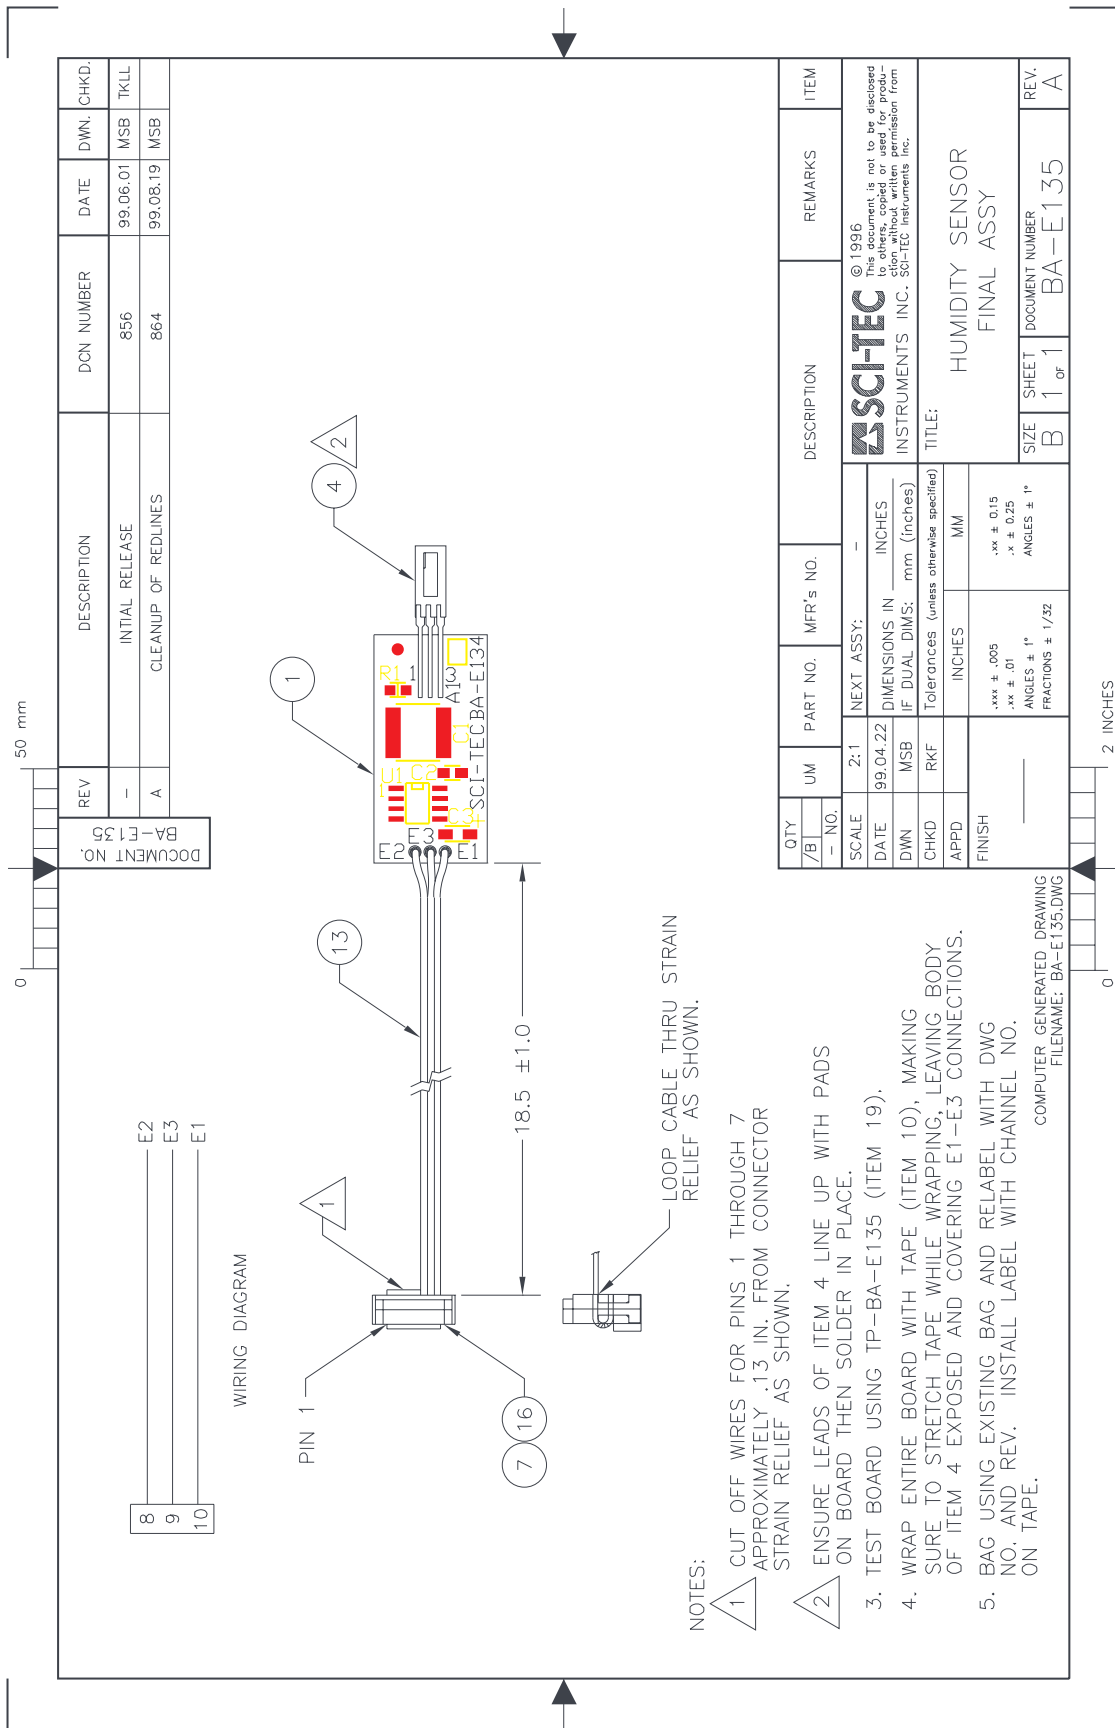 REV DESCRIPTION DCN NUMBER DATE DWN. CHKD.
- INTIAL RELEASE 856 99.06.01 MSB TKLL
A CLEANUP OF REDLINES 864 99.08.19 MSB
DOCUMENT NO.
BA-E135
0 50 mm
8 E2
9 E3
10 E1
WIRING DIAGRAM
PIN 1
1
13
1
4
2
7
16
18.5 ±1.0
E2
E3
E1
U1
1
C2
C3
+
C1
R1
1
3
A1
SCI-TEC
BA-E134
LOOP CABLE THRU STRAIN
RELIEF AS SHOWN.
NOTES:
1 CUT OFF WIRES FOR PINS 1 THROUGH 7
APPROXIMATELY .13 IN. FROM CONNECTOR
STRAIN RELIEF AS SHOWN.
2 ENSURE LEADS OF ITEM 4 LINE UP WITH PADS
ON BOARD THEN SOLDER IN PLACE.
3. TEST BOARD USING TP-BA-E135 (ITEM 19).
4. WRAP ENTIRE BOARD WITH TAPE (ITEM 10), MAKING
SURE TO STRETCH TAPE WHILE WRAPPING, LEAVING BODY
OF ITEM 4 EXPOSED AND COVERING E1-E3 CONNECTIONS.
5. BAG USING EXISTING BAG AND RELABEL WITH DWG
NO. AND REV. INSTALL LABEL WITH CHANNEL NO.
ON TAPE.
COMPUTER GENERATED DRAWING
FILENAME: BA-E135.DWG
QTY
/B
- NO.
UM PART NO. MFR's NO. DESCRIPTION REMARKS ITEM
SCALE 2:1
DATE 99.04.22
DWN MSB
CHKD RKF
APPD
FINISH
NEXT ASSY: -
DIMENSIONS IN INCHES
IF DUAL DIMS: mm (inches)
Tolerances (unless otherwise specified)
INCHES MM
.xxx ± .005
.xx ± .01
ANGLES ± 1°
FRACTIONS ± 1/32
.xx ± 0.15
.x ± 0.25
ANGLES ± 1°
SCI-TEC
INSTRUMENTS INC.
© 1996
This document is not to be disclosed
to others, copied or used for produ-
ction without written permission from
SCI-TEC Instruments Inc.
TITLE:
HUMIDITY SENSOR
FINAL ASSY
SIZE
B
SHEET
1 OF 1
DOCUMENT NUMBER
BA-E135
REV.
A
0 2 INCHES